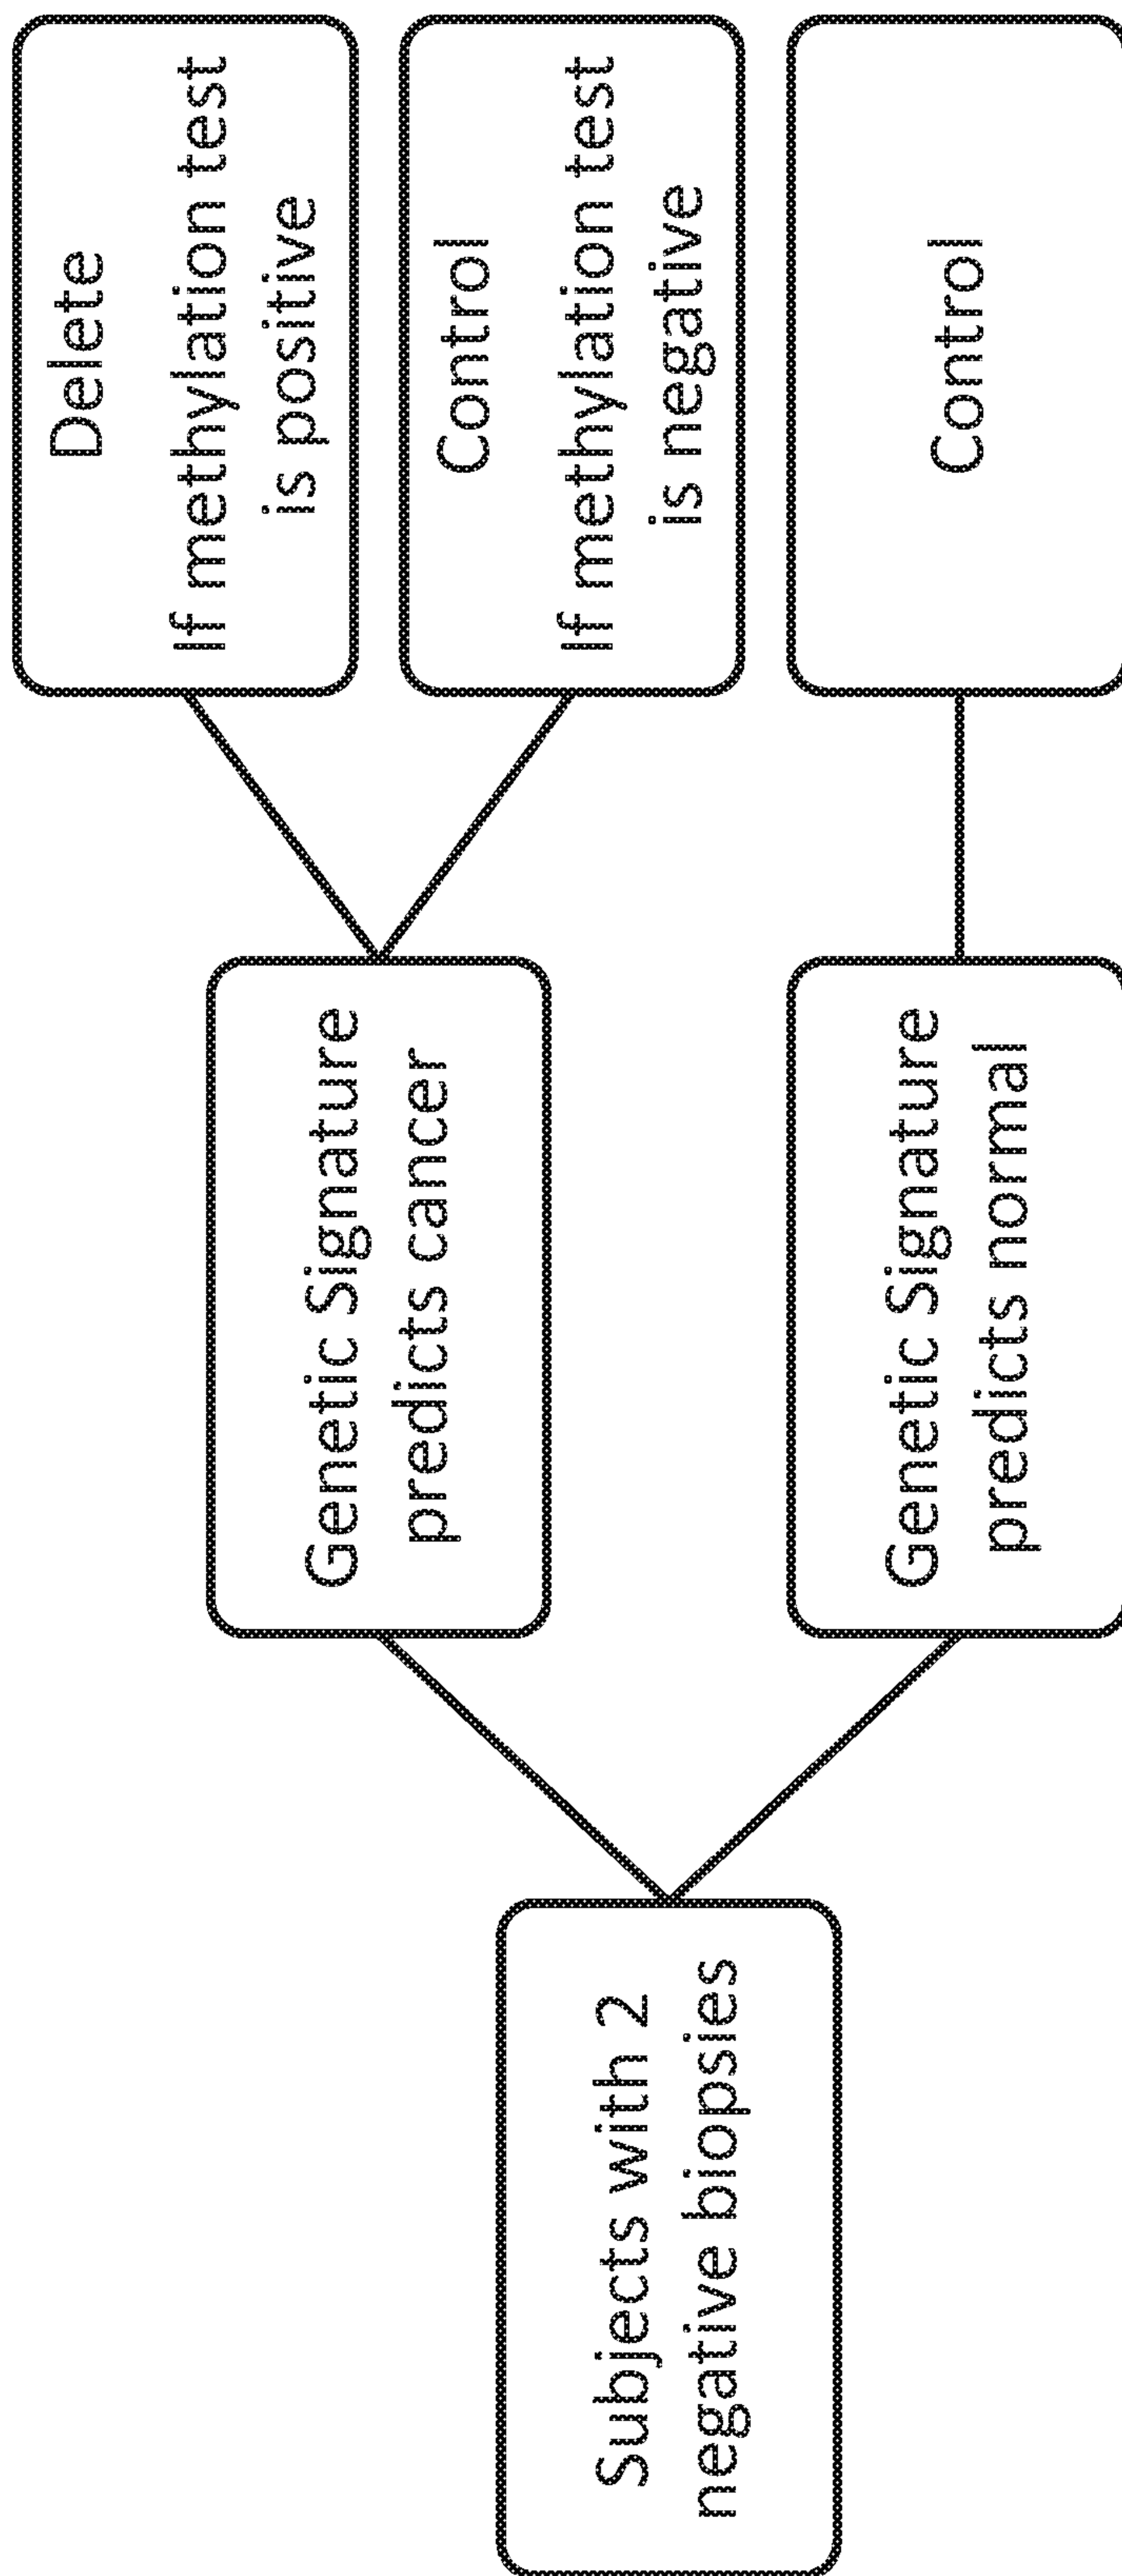 Subjects with 2
negative biopsies
Genetic Signature
predicts cancer
Genetic Signature
predicts normal
Delete
If methylation test
is positive
Control
If methylation test
is negative
Control